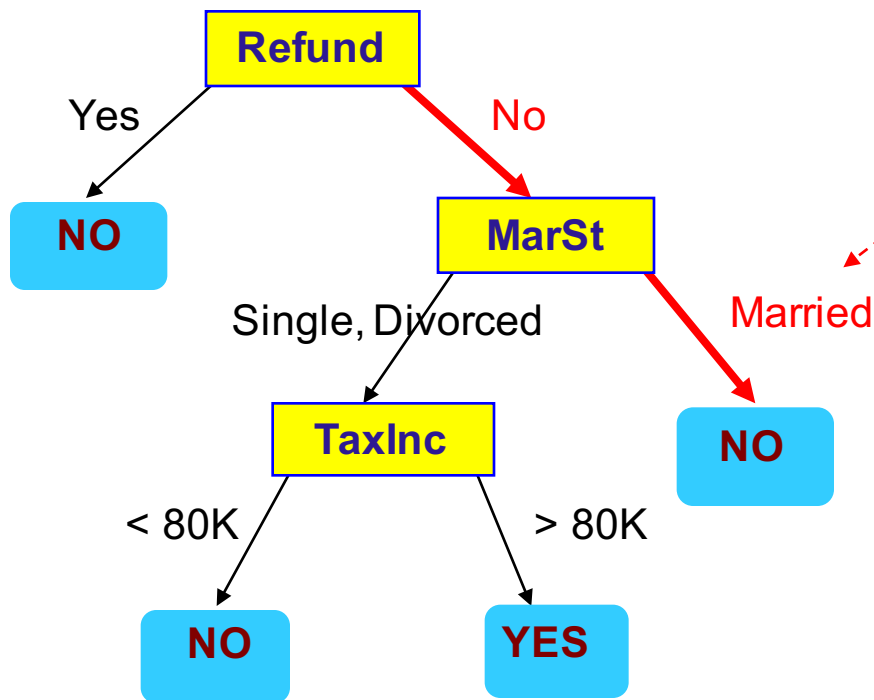 Refund
Yes
No
NO
MarSt
Single, Divorced
Married
TaxInc
NO
< 80K
> 80K
NO
YES